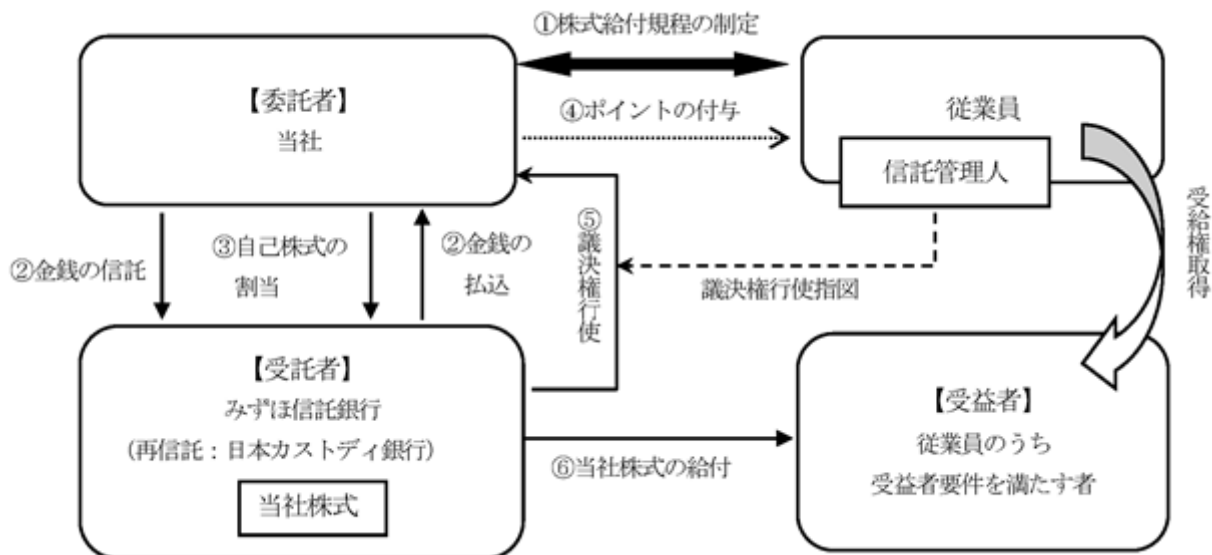 ①株式給付規程の制定
【委託者】
当社
④ポイントの付与
従業員
信託管理人
②金銭の信託
③自己株式の
割当
②金銭の
払込
⑤議決権行使
議決権行使指図
受給権取得
【受託者】
みずほ信託銀行
(再信託:日本カストディ銀行)
当社株式
⑥当社株式の給付
【受益者】
従業員のうち
受益者要件を満たす者